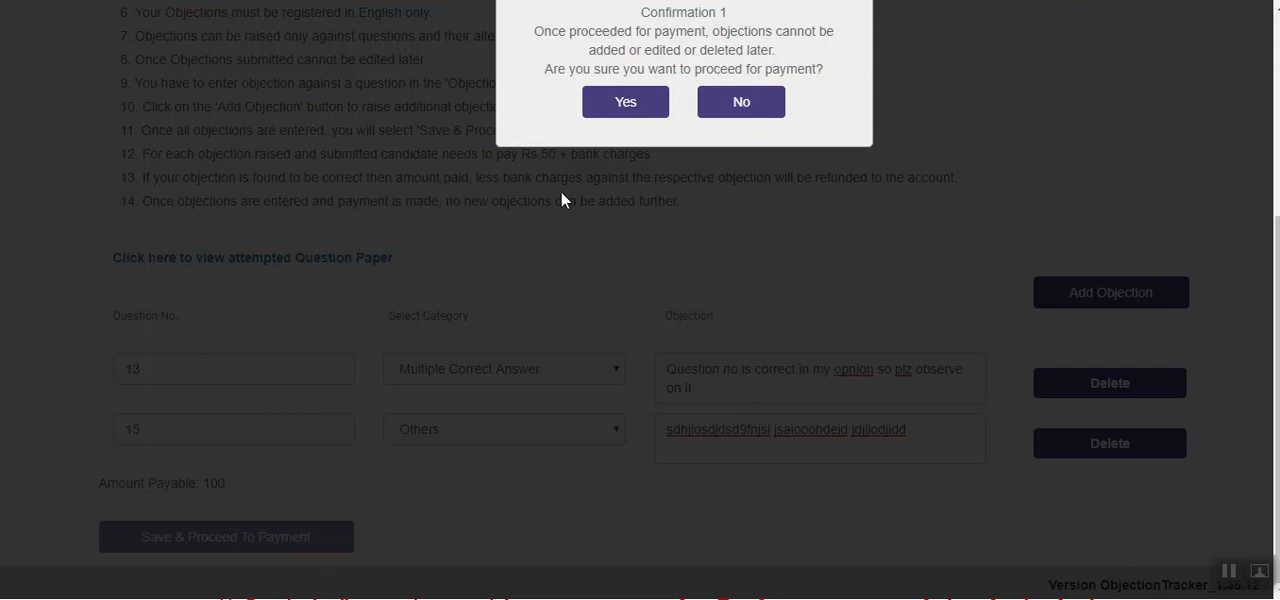 6. Your Objections must be registered in English only.
Confirmation 1
Once proceeded for payment, objections cannot be
added or edited or deleted later.
Are you sure you want to proceed for payment?
Yes
No
7. Objections can be raised only against questions and their alte
8. Once Objections submitted cannot be edited later.
9. You have to enter objection against a question in the 'Objectio
10. Click on the 'Add Objection' button to raise additional objecti
11. Once all objections are entered, you will select 'Save & Proce
12. For each objection raised and submitted candidate needs to pay Rs.50 + bank charges.
13. If your objection is found to be correct then amount paid, less bank charges against the respective objection will be refunded to the account.
14. Once objections are entered and payment is made, no new objections can be added further.
Click here to view attempted Question Paper
Add Objection
Question No.
Select Category
Objection
13
Multiple Correct Answer
Question no is correct in my opnion so plz observe
on it
Delete
15
Others
Delete
Amount Payable: 100
Save & Proceed To Payment
Version ObjectionTracker_1.35.12